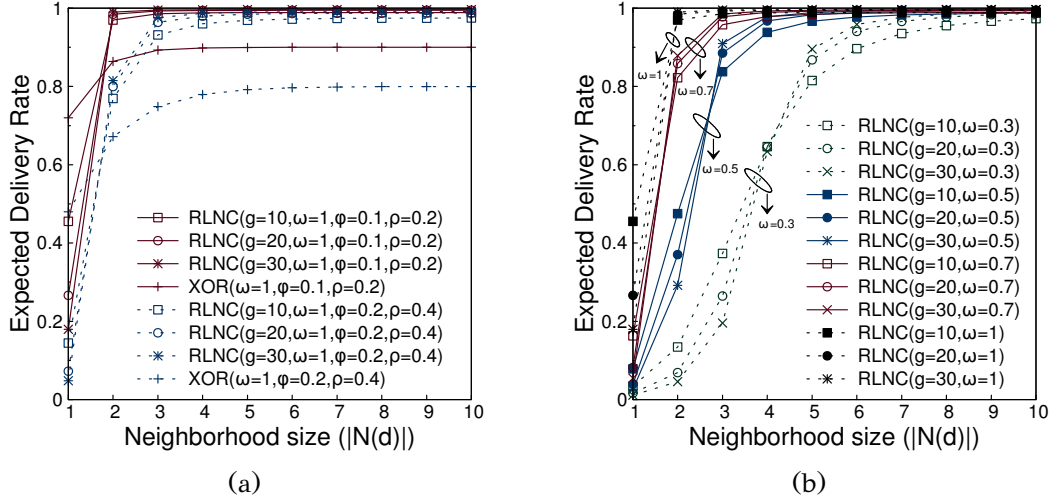 Expected Delivery Rate
1
0.8
0.6
0.4
0.2
0
RLNC(g=10,ω=1,φ=0.1,ρ=0.2)
RLNC(g=20,ω=1,φ=0.1,ρ=0.2)
RLNC(g=30,ω=1,φ=0.1,ρ=0.2)
XOR(ω=1,φ=0.1,ρ=0.2)
RLNC(g=10,ω=1,φ=0.2,ρ=0.4)
RLNC(g=20,ω=1,φ=0.2,ρ=0.4)
RLNC(g=30,ω=1,φ=0.2,ρ=0.4)
XOR(ω=1,φ=0.2,ρ=0.4)
1 2 3 4 5 6 7 8 9 10
Neighborhood size (|N(d)|)
(a)
Expected Delivery Rate
1
0.8
0.6
0.4
0.2
0
ω=1
ω=0.7
ω=0.5
ω=0.3
RLNC(g=10,ω=0.3)
RLNC(g=20,ω=0.3)
RLNC(g=30,ω=0.3)
RLNC(g=10,ω=0.5)
RLNC(g=20,ω=0.5)
RLNC(g=30,ω=0.5)
RLNC(g=10,ω=0.7)
RLNC(g=20,ω=0.7)
RLNC(g=30,ω=0.7)
RLNC(g=10,ω=1)
RLNC(g=20,ω=1)
RLNC(g=30,ω=1)
1 2 3 4 5 6 7 8 9 10
Neighborhood size (|N(d)|)
(b)